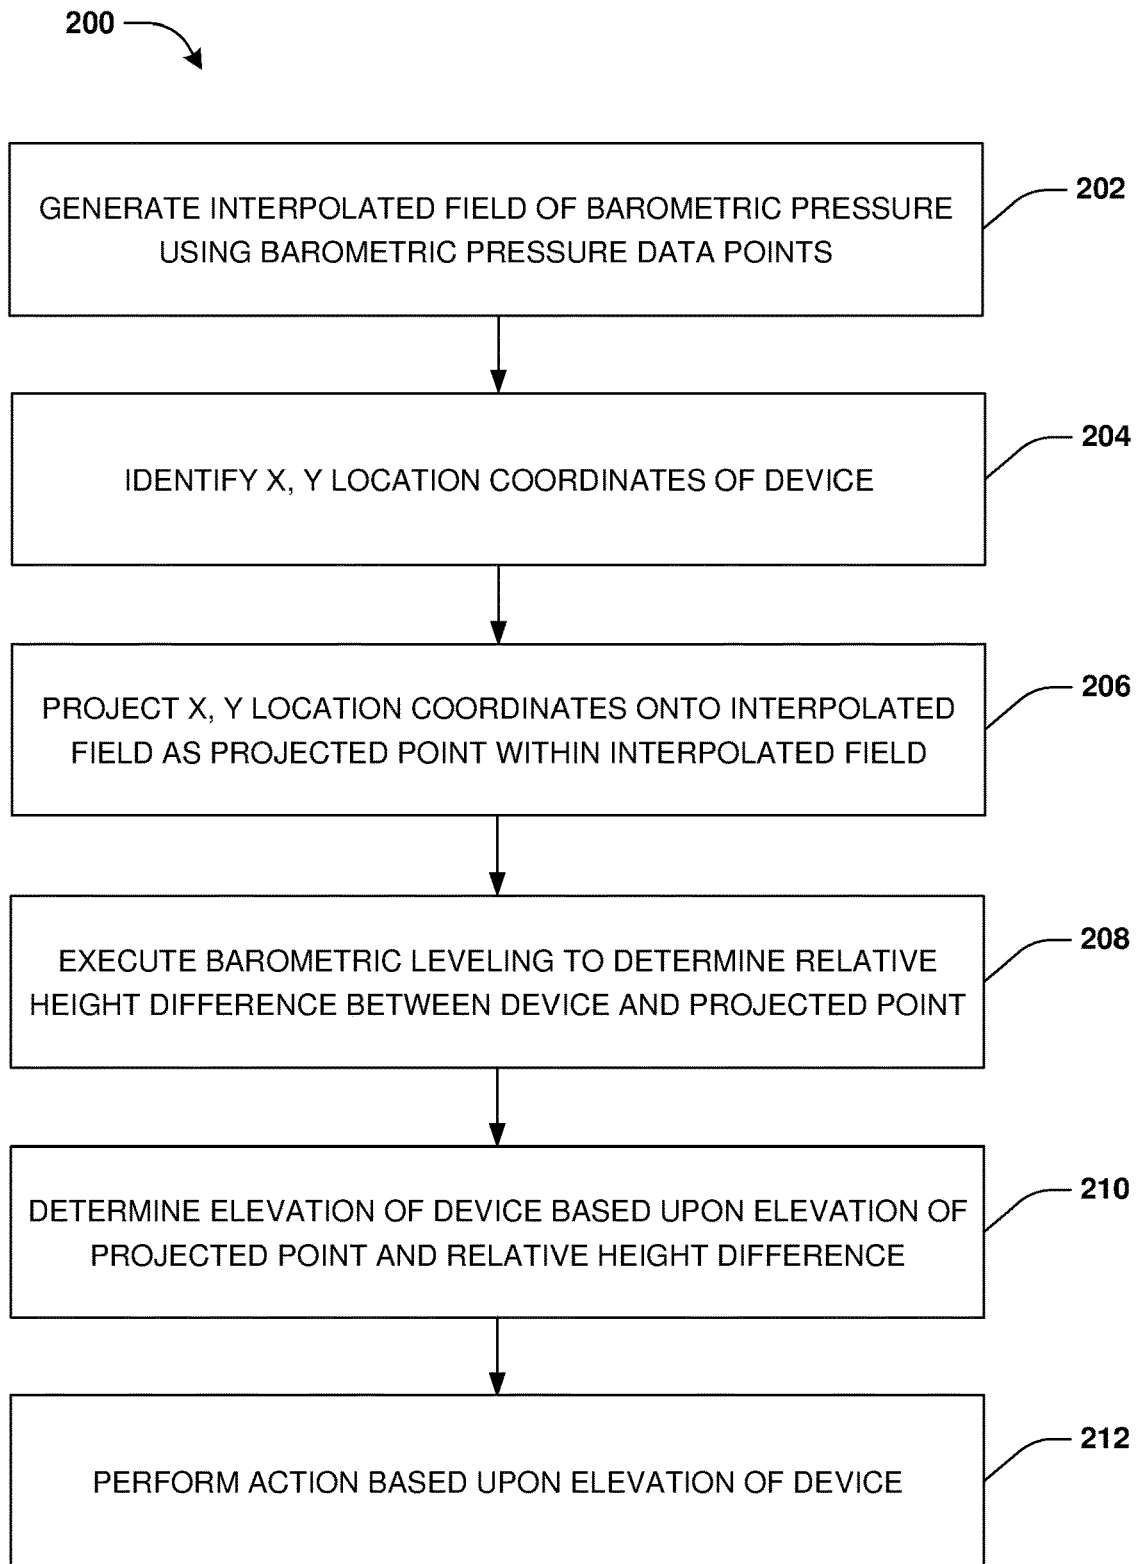 200
GENERATE INTERPOLATED FIELD OF BAROMETRIC PRESSURE
USING BAROMETRIC PRESSURE DATA POINTS
202
IDENTIFY X, Y LOCATION COORDINATES OF DEVICE
204
PROJECT X, Y LOCATION COORDINATES ONTO INTERPOLATED
FIELD AS PROJECTED POINT WITHIN INTERPOLATED FIELD
206
EXECUTE BAROMETRIC LEVELING TO DETERMINE RELATIVE
HEIGHT DIFFERENCE BETWEEN DEVICE AND PROJECTED POINT
208
DETERMINE ELEVATION OF DEVICE BASED UPON ELEVATION OF
PROJECTED POINT AND RELATIVE HEIGHT DIFFERENCE
210
PERFORM ACTION BASED UPON ELEVATION OF DEVICE
212